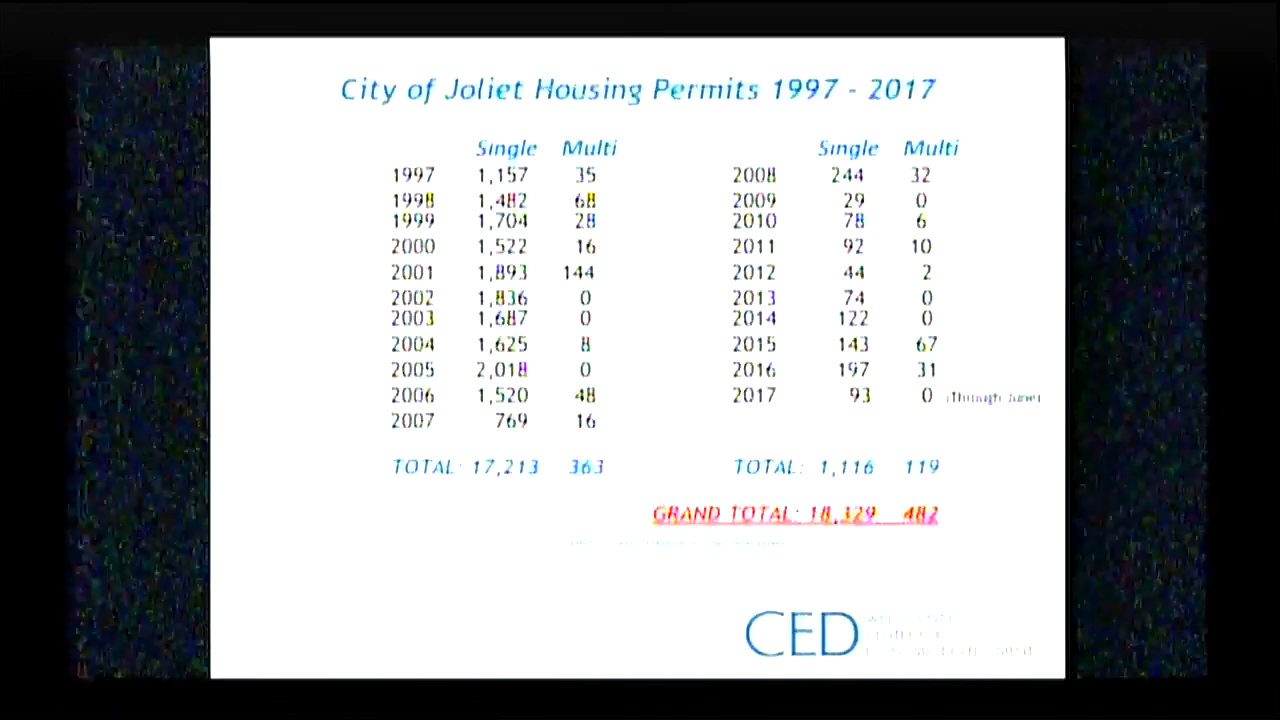 City of Joliet Housing Permits 1997 - 2017
Single Multi
1997 1,157 35
1998 1,482 68
1999 1,704 28
2000 1,522 16
2001 1,893 144
2002 1,836 0
2003 1,687 0
2004 1,625 8
2005 2,018 0
2006 1,520 48
2007 769 16
TOTAL: 17,213 363
Single Multi
2008 244 32
2009 29 0
2010 78 6
2011 92 10
2012 44 2
2013 74 0
2014 122 0
2015 143 67
2016 197 31
2017 93 0 (Through June)
TOTAL: 1,116 119
GRAND TOTAL: 18,329 482
CED